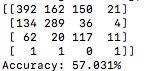 [[392 162 150  21]
 [134 289  36   4]
 [ 62  20 117  11]
 [  1   1   0   1]]
Accuracy: 57.031%